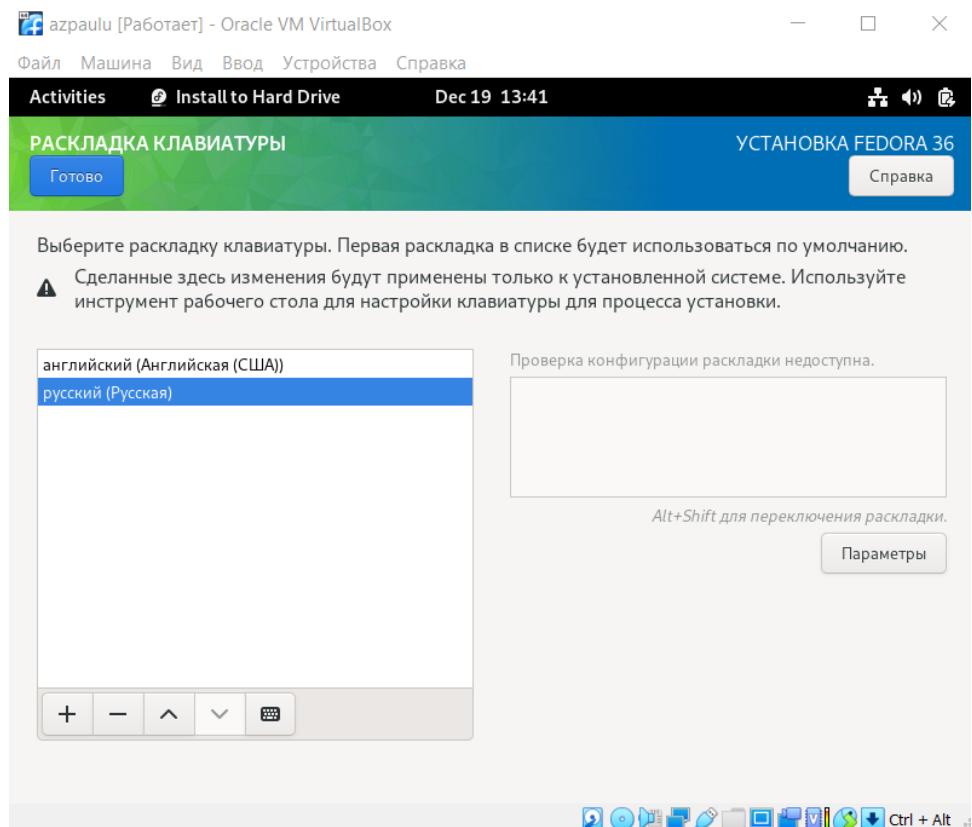 azpaulu [Работает] - Oracle VM VirtualBox
Файл Машина Вид Ввод Устройства Справка
Activities Install to Hard Drive Dec 19 13:41
РАСКЛАДКА КЛАВИАТУРЫ УСТАНОВКА FEDORA 36
Готово Справка
Выберите раскладку клавиатуры. Первая раскладка в списке будет использоваться по умолчанию.
Сделанные здесь изменения будут применены только к установленной системе. Используйте
инструмент рабочего стола для настройки клавиатуры для процесса установки.
английский (Английская (США))
русский (Русская)
Проверка конфигурации раскладки недоступна.
Alt+Shift для переключения раскладки.
Параметры
Ctrl + Alt